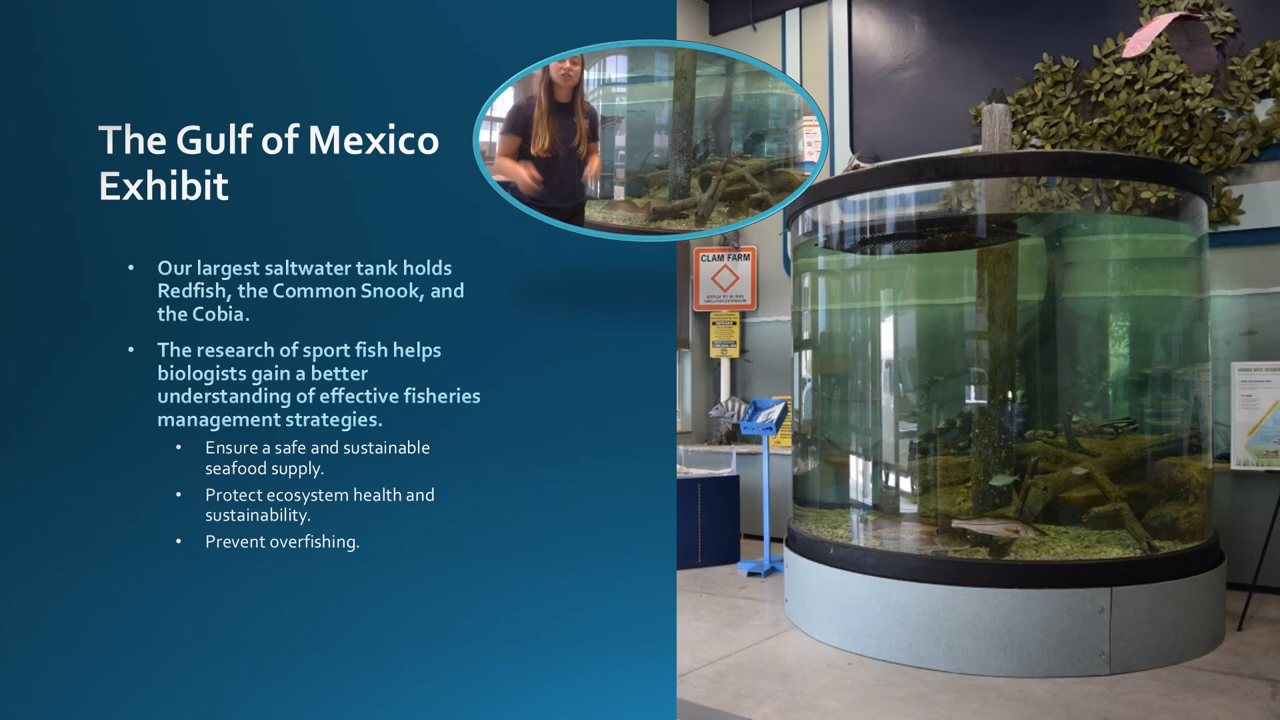 The Gulf of Mexico
Exhibit
• Our largest saltwater tank holds
Redfish, the Common Snook, and
the Cobia.
• The research of sport fish helps
biologists gain a better
understanding of effective fisheries
management strategies.
• Ensure a safe and sustainable
seafood supply.
• Protect ecosystem health and
sustainability.
• Prevent overfishing.
CLAM FARM